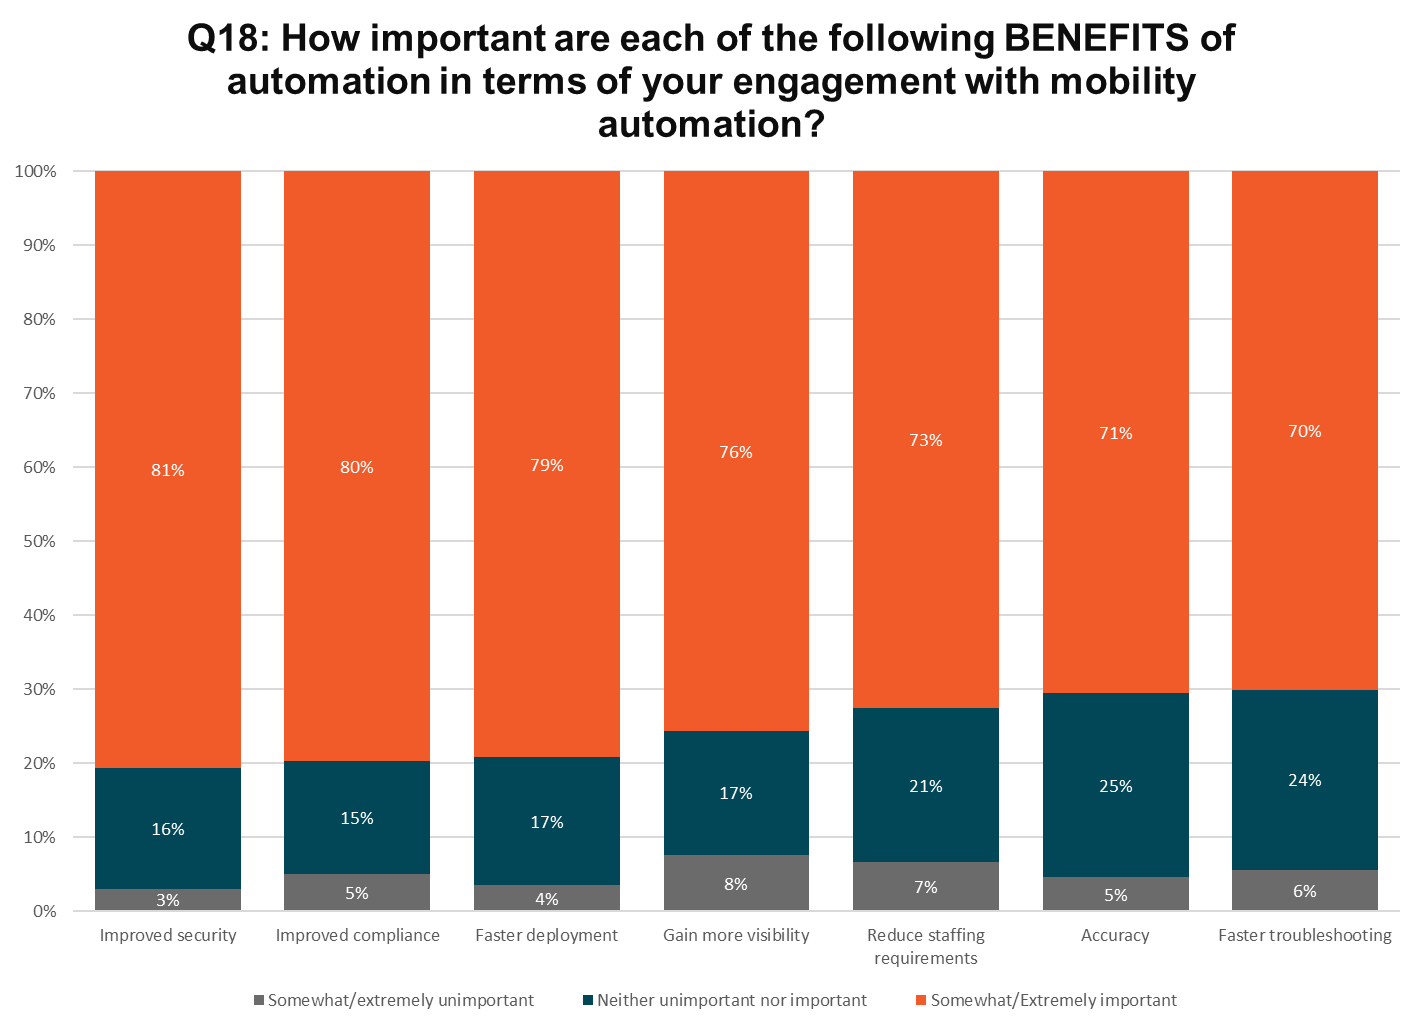 Q18: How important are each of the following BENEFITS of
automation in terms of your engagement with mobility
automation?
100%
90%
80%
70%
60%
50%
40%
30%
20%
10%
0%
81%
80%
79%
76%
73%
71%
70%
16%
15%
17%
17%
21%
25%
24%
3%
5%
4%
8%
7%
5%
6%
Improved security
Improved compliance
Faster deployment
Gain more visibility
Reduce staffing
requirements
Accuracy
Faster troubleshooting
Somewhat/extremely unimportant
Neither unimportant nor important
Somewhat/Extremely important